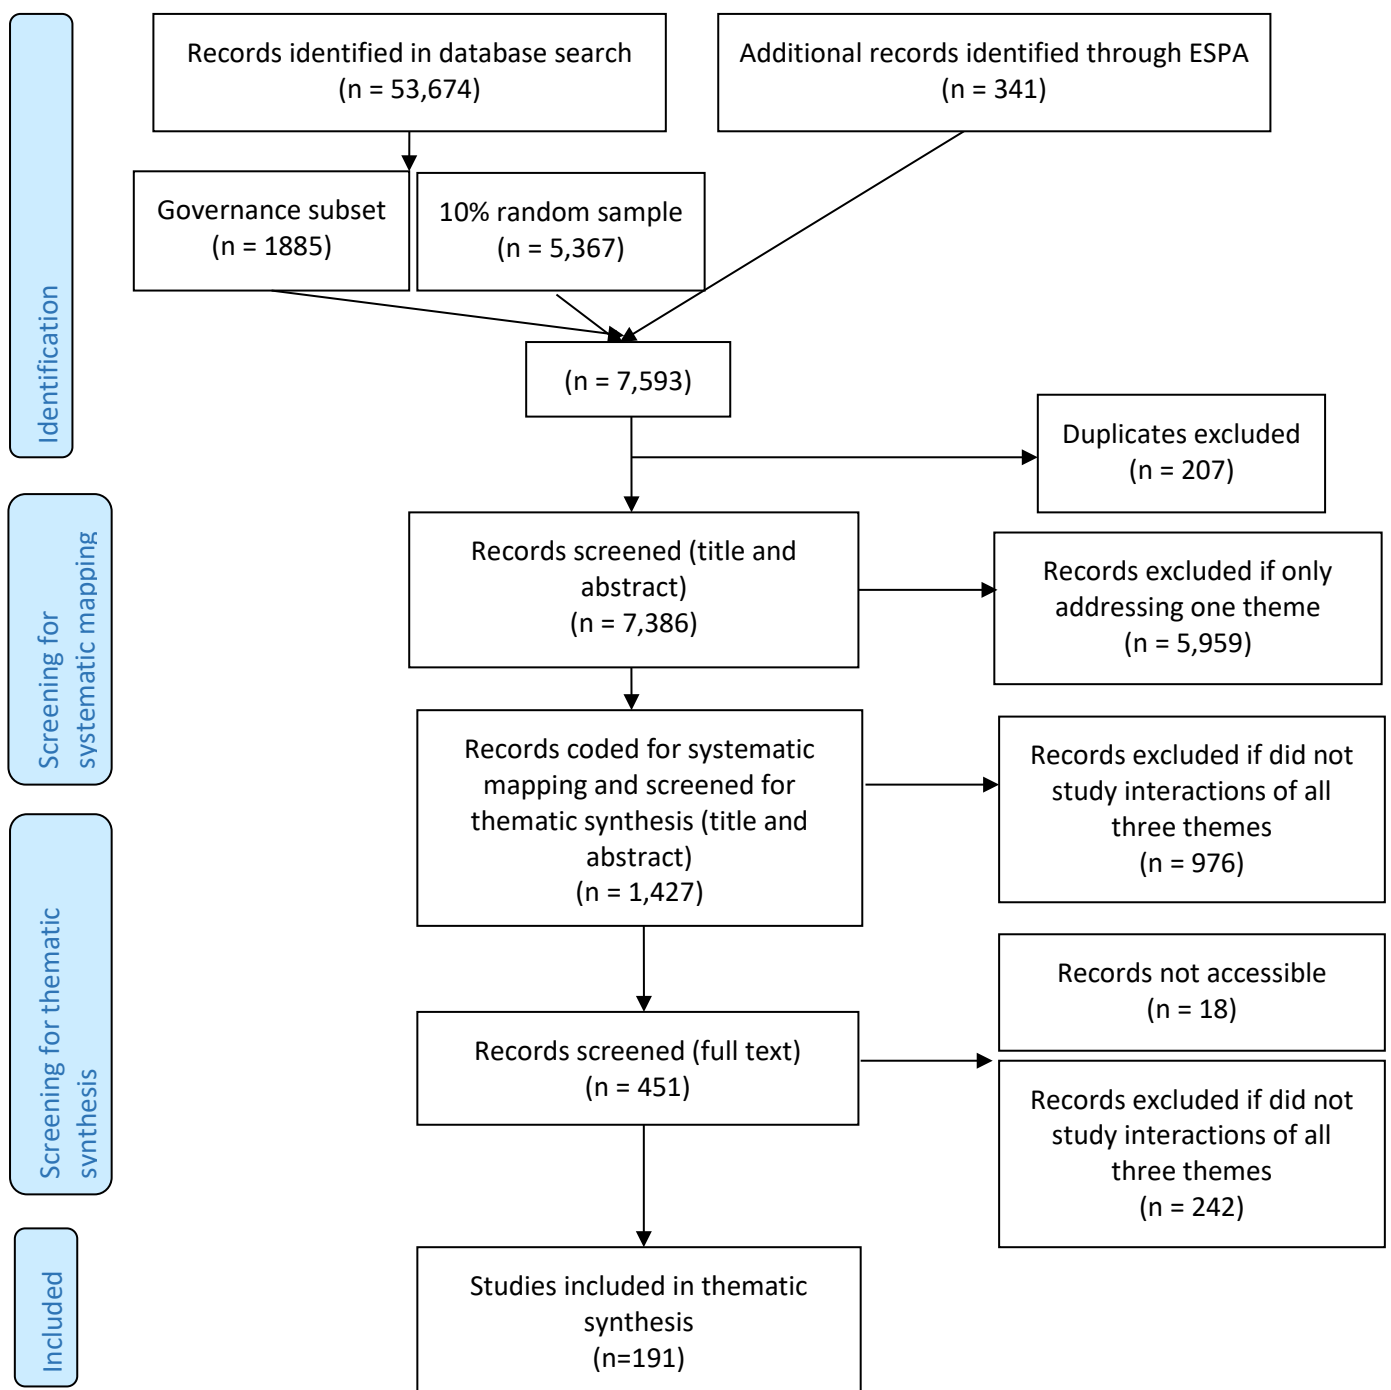 Identification
Records identified in database search
(n = 53,674)
Additional records identified through ESPA
(n = 341)
Governance subset
(n = 1885)
10% random sample
(n = 5,367)
(n = 7,593)
Duplicates excluded
(n = 207)
Screening for
systematic mapping
Records screened (title and
abstract)
(n = 7,386)
Records excluded if only
addressing one theme
(n = 5,959)
Records coded for systematic
mapping and screened for
thematic synthesis (title and
abstract)
(n = 1,427)
Records excluded if did not
study interactions of all
three themes
(n = 976)
Screening for thematic
synthesis
Records screened (full text)
(n = 451)
Records not accessible
(n = 18)
Records excluded if did not
study interactions of all
three themes
(n = 242)
Included
Studies included in thematic
synthesis
(n=191)